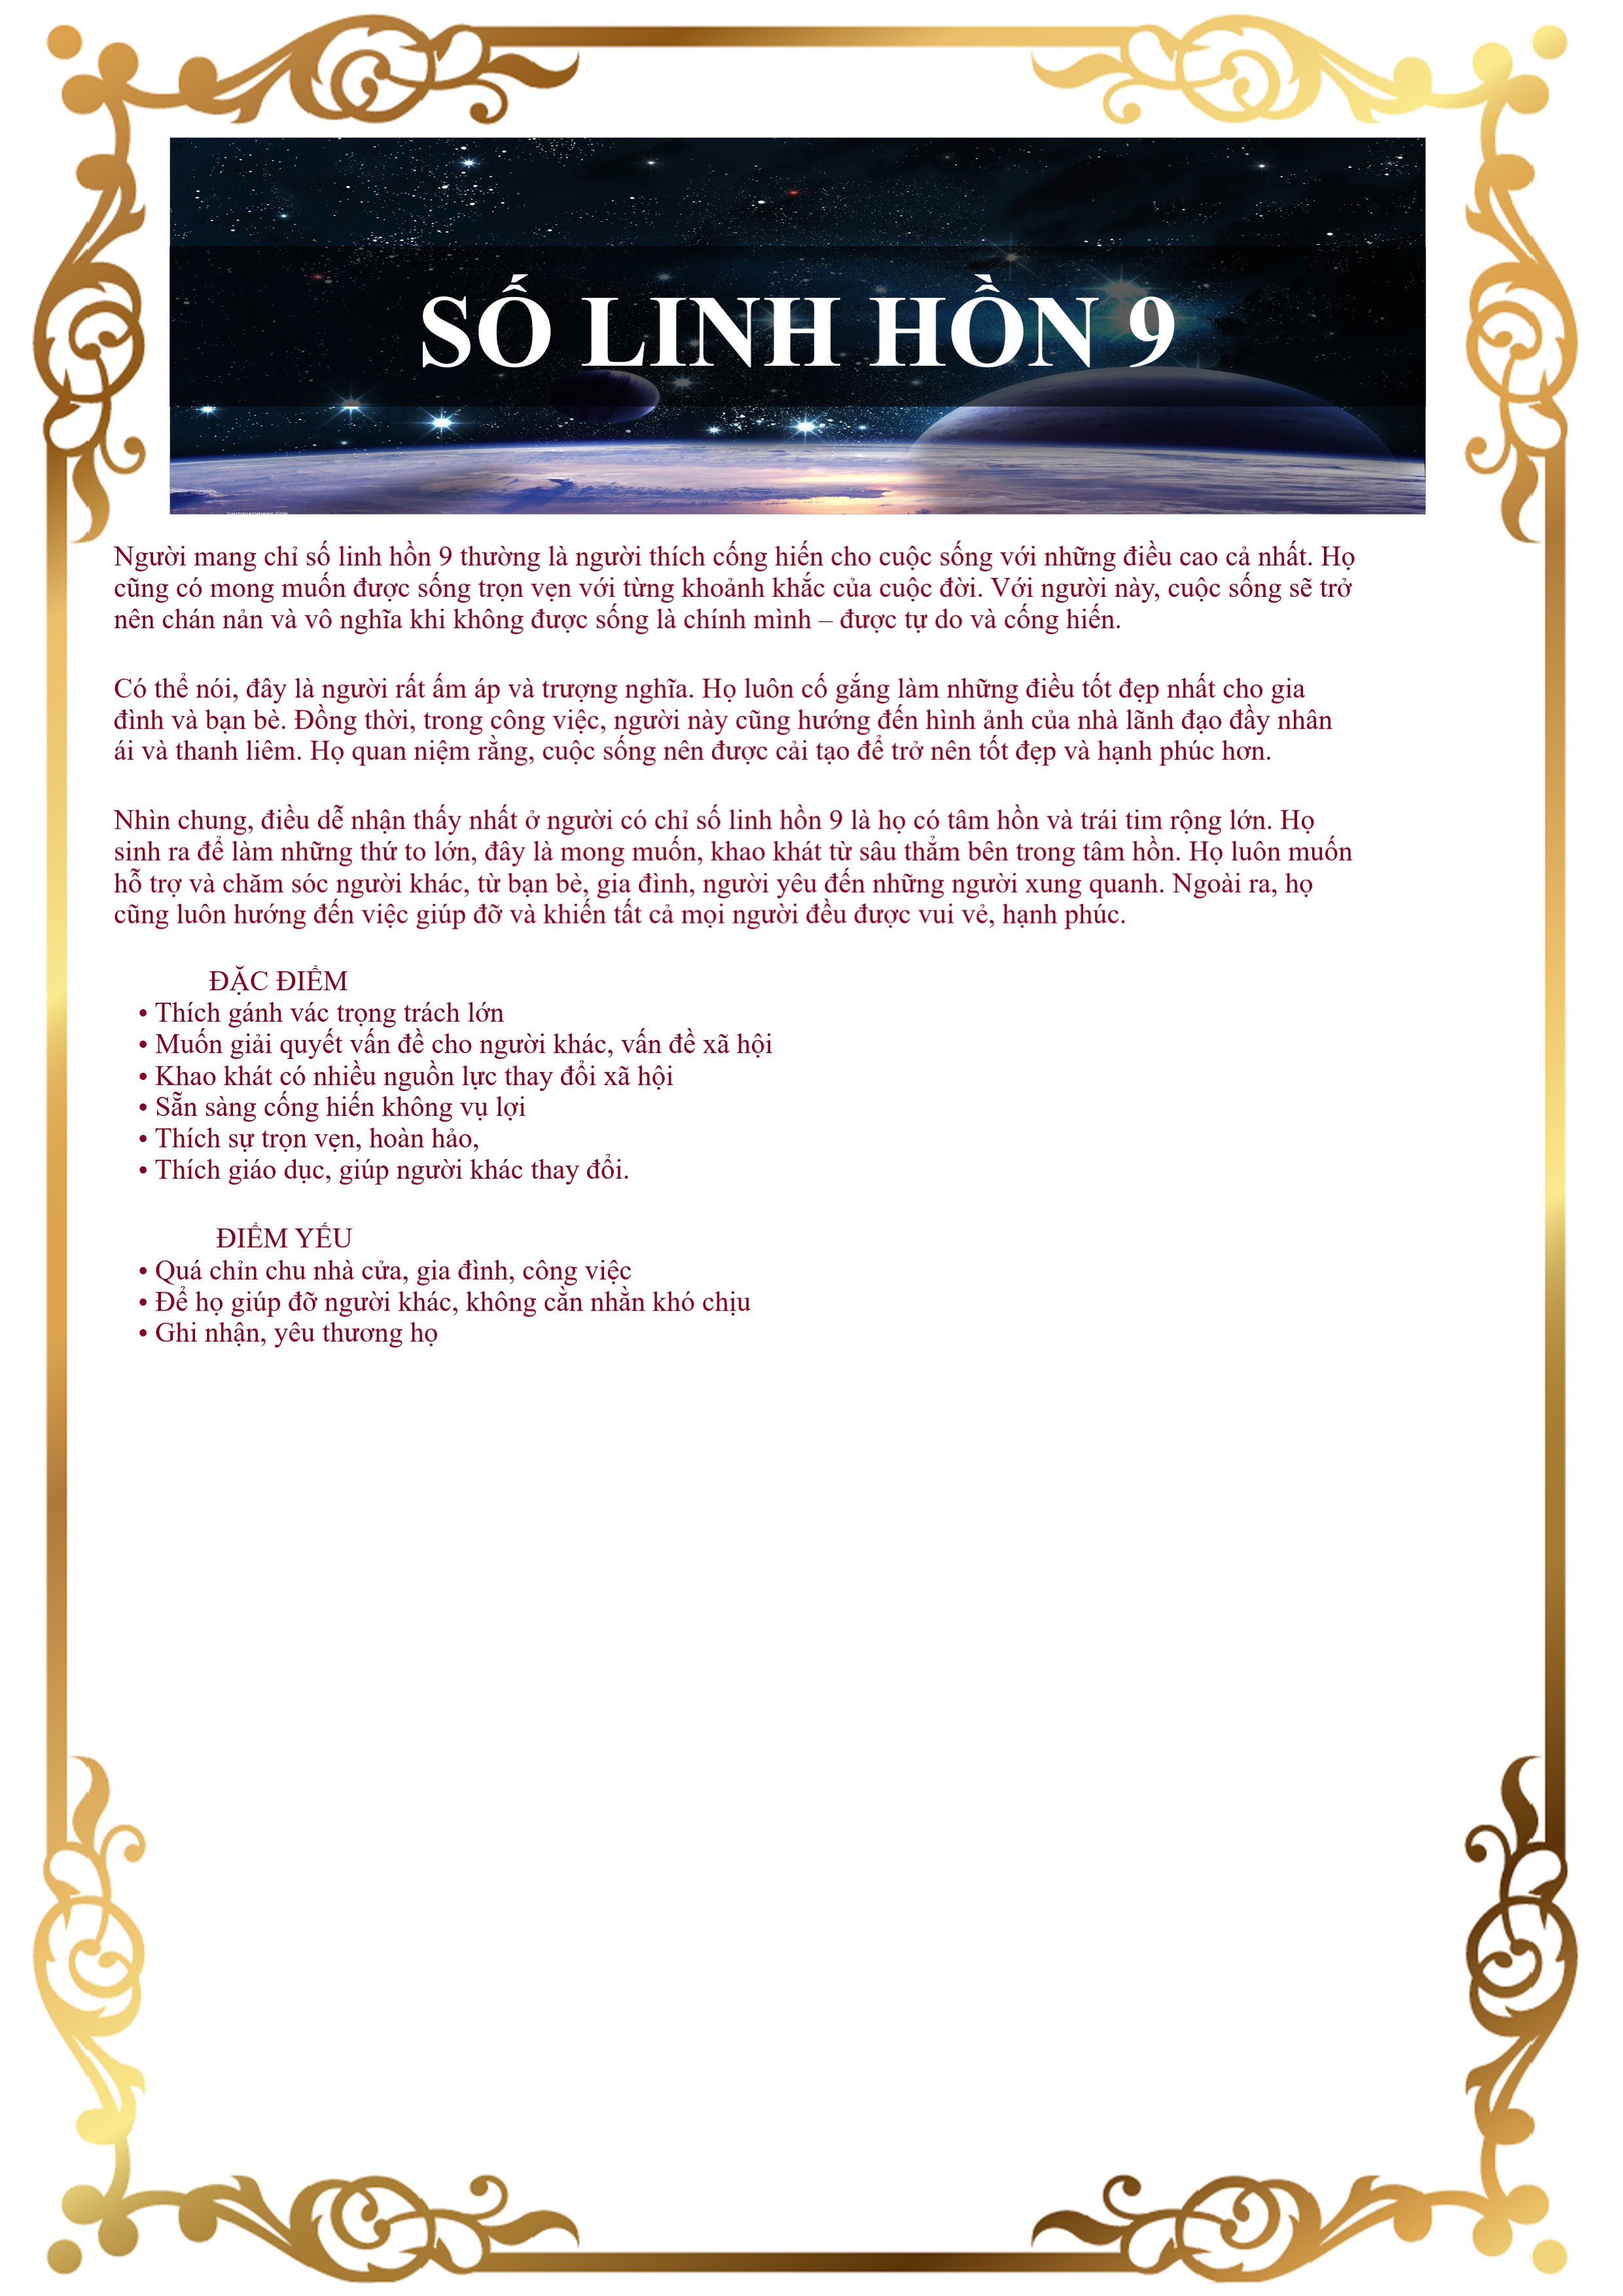 SỐ LINH HỒN 9
Người mang chỉ số linh hồn 9 thường là người thích cống hiến cho cuộc sống với những điều cao cả nhất. Họ
cũng có mong muốn được sống trọn vẹn với từng khoảnh khắc của cuộc đời. Với người này, cuộc sống sẽ trở
nên chán nản và vô nghĩa khi không được sống là chính mình – được tự do và cống hiến.
Có thể nói, đây là người rất ấm áp và trượng nghĩa. Họ luôn cố gắng làm những điều tốt đẹp nhất cho gia
đình và bạn bè. Đồng thời, trong công việc, người này cũng hướng đến hình ảnh của nhà lãnh đạo đầy nhân
ái và thanh liêm. Họ quan niệm rằng, cuộc sống nên được cải tạo để trở nên tốt đẹp và hạnh phúc hơn.
Nhìn chung, điều dễ nhận thấy nhất ở người có chỉ số linh hồn 9 là họ có tâm hồn và trái tim rộng lớn. Họ
sinh ra để làm những thứ to lớn, đây là mong muốn, khao khát từ sâu thẳm bên trong tâm hồn. Họ luôn muốn
hỗ trợ và chăm sóc người khác, từ bạn bè, gia đình, người yêu đến những người xung quanh. Ngoài ra, họ
cũng luôn hướng đến việc giúp đỡ và khiến tất cả mọi người đều được vui vẻ, hạnh phúc.
ĐẶC ĐIỂM
• Thích gánh vác trọng trách lớn
• Muốn giải quyết vấn đề cho người khác, vấn đề xã hội
• Khao khát có nhiều nguồn lực thay đổi xã hội
• Sẵn sàng cống hiến không vụ lợi
• Thích sự trọn vẹn, hoàn hảo,
• Thích giáo dục, giúp người khác thay đổi.
ĐIỂM YẾU
• Quá chỉn chu nhà cửa, gia đình, công việc
• Để họ giúp đỡ người khác, không cằn nhằn khó chịu
• Ghi nhận, yêu thương họ